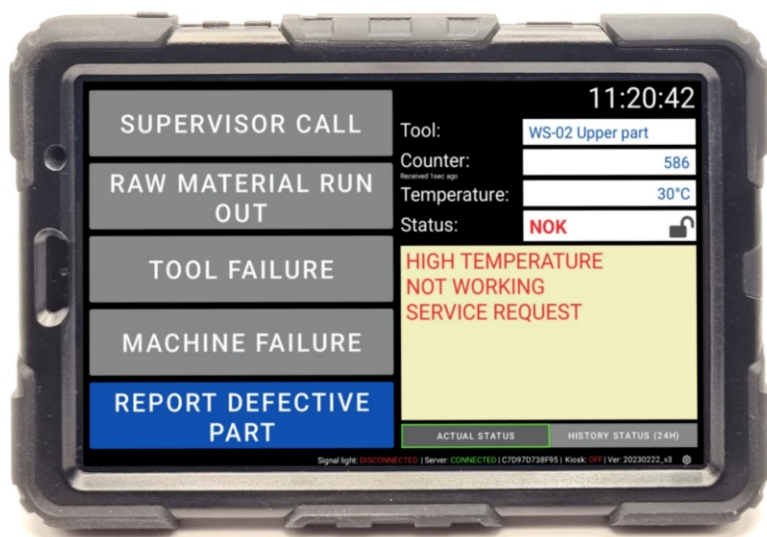 SUPERVISOR CALL
RAW MATERIAL RUN
OUT
TOOL FAILURE
MACHINE FAILURE
REPORT DEFECTIVE
PART
11:20:42
Tool:
WS-02 Upper part
Counter:
586
Received 1sec ago
Temperature:
30°C
Status:
NOK
HIGH TEMPERATURE
NOT WORKING
SERVICE REQUEST
ACTUAL STATUS
HISTORY STATUS (24H)
Signal light: DISCONNECTED | Server: CONNECTED | C7D97D738F95 | Kiosk: OFF | Ver: 20230222_v3